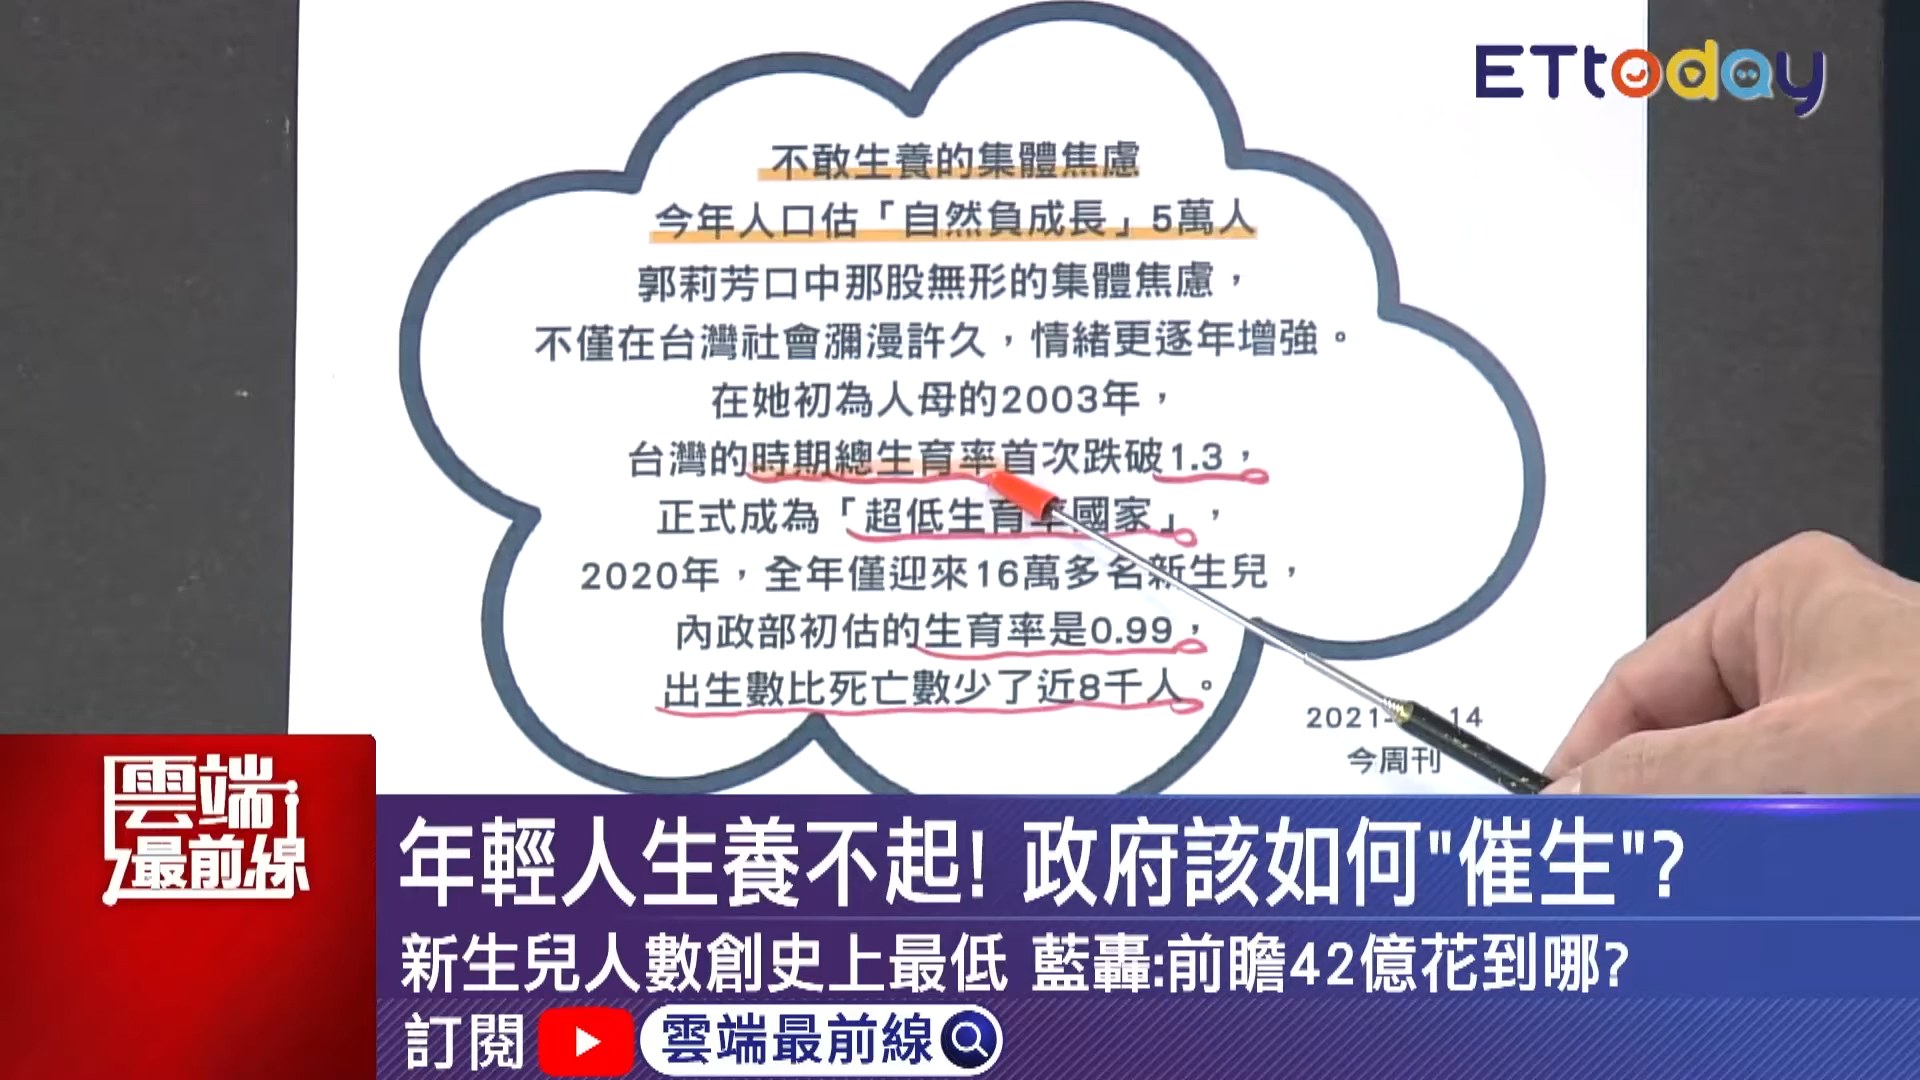 ETtoday
不敢生養的集體焦慮
今年人口估「自然負成長」5萬人
郭莉芳口中那股無形的集體焦慮，
不僅在台灣社會瀰漫許久，情緒更逐年增強。
在她初為人母的2003年，
台灣的時期總生育率首次跌破1.3，
正式成為「超低生育率國家」，
2020年，全年僅迎來16萬多名新生兒，
內政部初估的生育率是0.99，
出生數比死亡數少了近8千人。
2021- 14
今周刊
雲端最前線
年輕人生養不起! 政府該如何"催生"?
新生兒人數創史上最低 藍轟:前瞻42億花到哪?
訂閱 雲端最前線